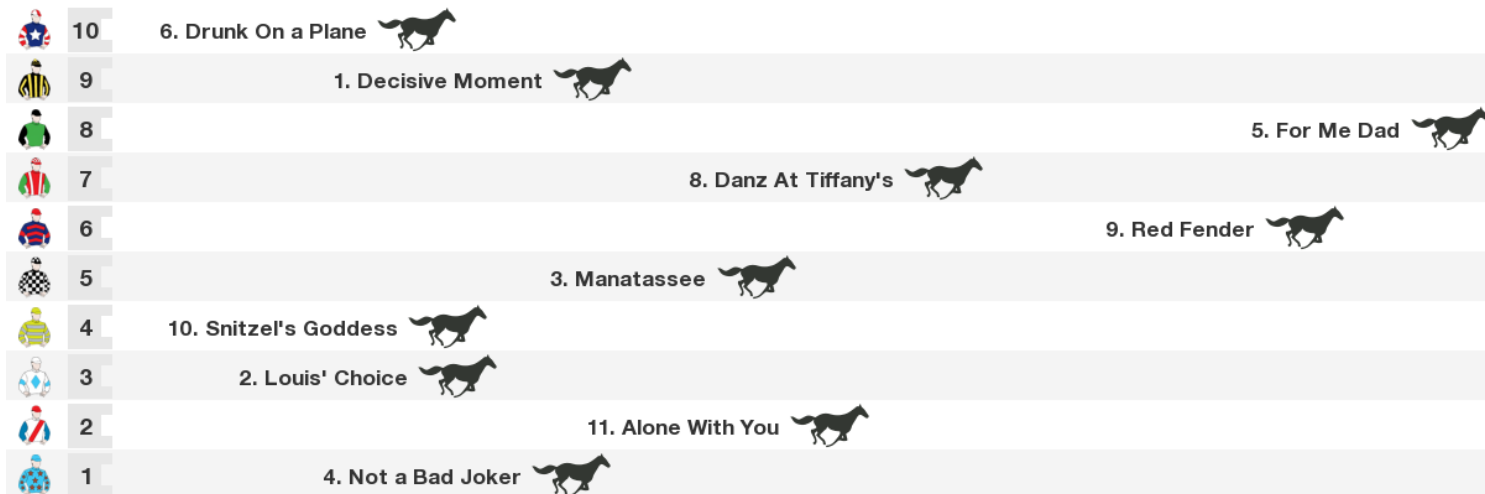 10 6. Drunk On a Plane
9 1. Decisive Moment
8 5. For Me Dad
7 8. Danz At Tiffany's
6 9. Red Fender
5 3. Manatassee
4 10. Snitzel's Goddess
3 2. Louis' Choice
2 11. Alone With You
1 4. Not a Bad Joker